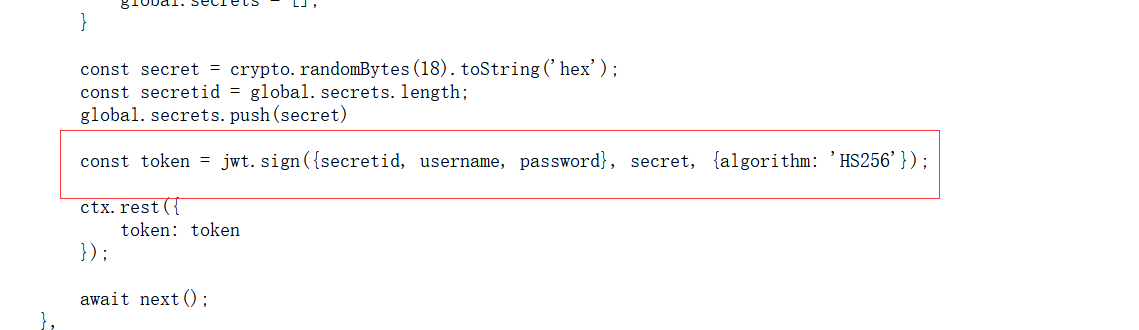 global.secrets = [];
}
const secret = crypto.randomBytes(18).toString('hex');
const secretid = global.secrets.length;
global.secrets.push(secret)
const token = jwt.sign({secretid, username, password}, secret, {algorithm: 'HS256'});
ctx.rest({
token: token
});
await next();
},